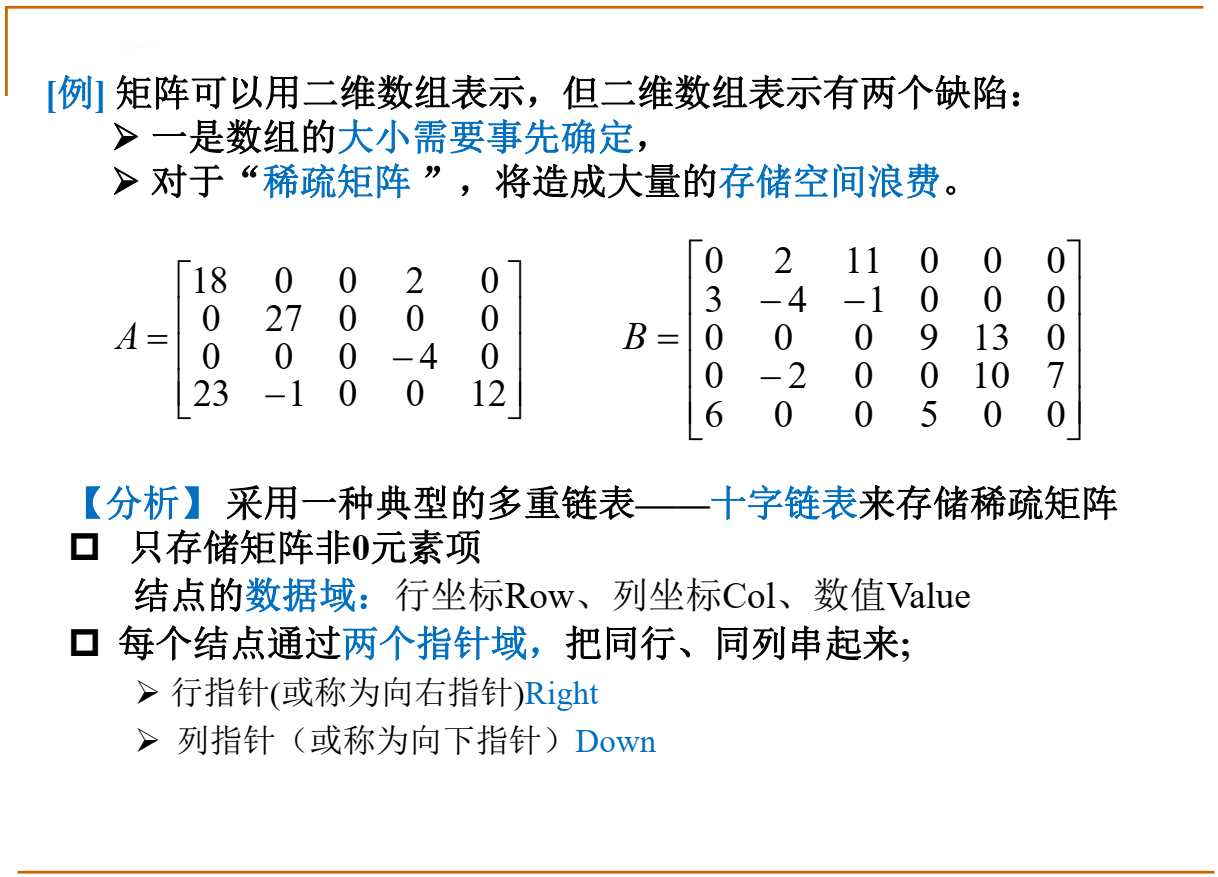 [例] 矩阵可以用二维数组表示，但二维数组表示有两个缺陷：
➢ 一是数组的大小需要事先确定，
➢ 对于“稀疏矩阵 ”，将造成大量的存储空间浪费。
A =
18 0 0 2 0
0 27 0 0 0
0 0 0 −4 0
23 −1 0 0 12
B =
0 2 11 0 0 0
3 −4 −1 0 0 0
0 0 0 9 13 0
0 −2 0 0 10 7
6 0 0 5 0 0
【分析】 采用一种典型的多重链表——十字链表来存储稀疏矩阵
只存储矩阵非0元素项
结点的数据域：行坐标Row、列坐标Col、数值Value
每个结点通过两个指针域，把同行、同列串起来;
➢ 行指针(或称为向右指针)Right
➢ 列指针（或称为向下指针）Down